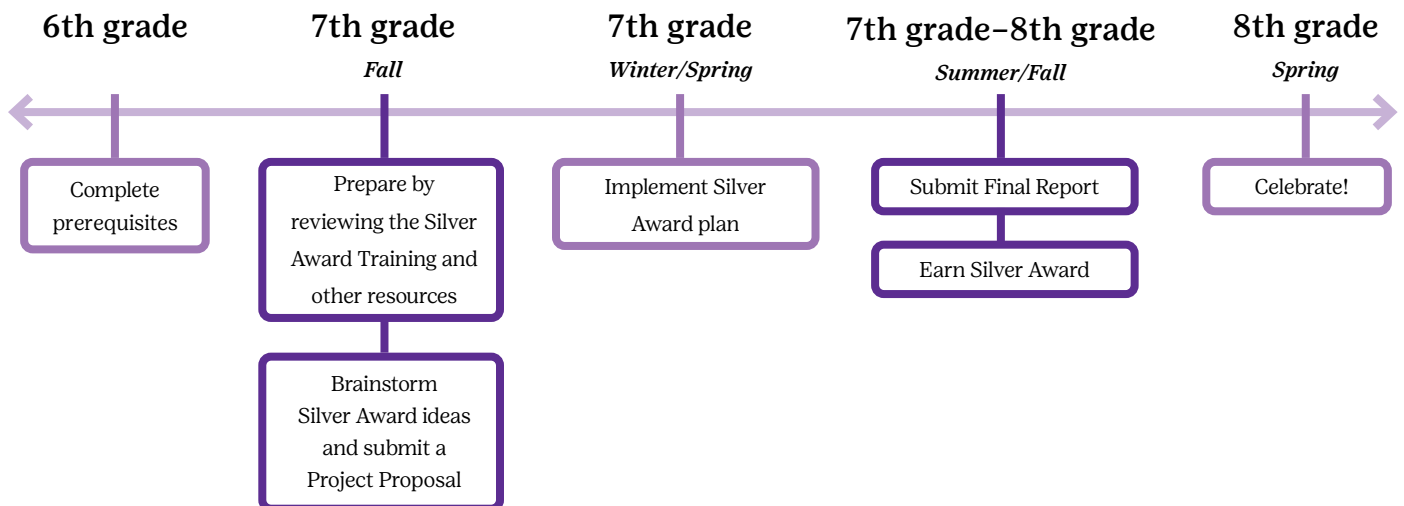 6th grade
Complete
prerequisites
7th grade
Fall
Prepare by
reviewing the Silver
Award Training and
other resources
Brainstorm
Silver Award ideas
and submit a
Project Proposal
7th grade
Winter/Spring
Implement Silver
Award plan
7th grade–8th grade
Summer/Fall
Submit Final Report
Earn Silver Award
8th grade
Spring
Celebrate!